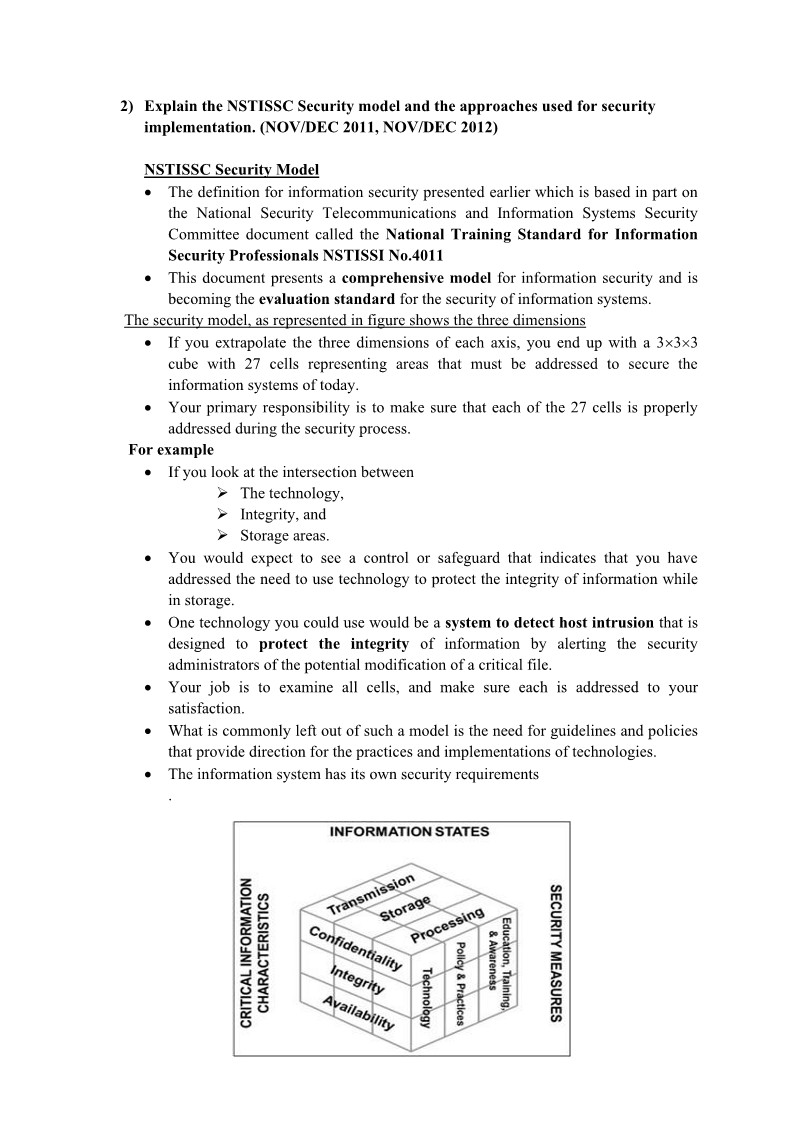 2) Explain the NSTISSC Security model and the approaches used for security
implementation. (NOV/DEC 2011, NOV/DEC 2012)
NSTISSC Security Model
• The definition for information security presented earlier which is based in part on
the National Security Telecommunications and Information Systems Security
Committee document called the National Training Standard for Information
Security Professionals NSTISSI No.4011
• This document presents a comprehensive model for information security and is
becoming the evaluation standard for the security of information systems.
The security model, as represented in figure shows the three dimensions
• If you extrapolate the three dimensions of each axis, you end up with a 3×3×3
cube with 27 cells representing areas that must be addressed to secure the
information systems of today.
• Your primary responsibility is to make sure that each of the 27 cells is properly
addressed during the security process.
For example
• If you look at the intersection between
➢ The technology,
➢ Integrity, and
➢ Storage areas.
• You would expect to see a control or safeguard that indicates that you have
addressed the need to use technology to protect the integrity of information while
in storage.
• One technology you could use would be a system to detect host intrusion that is
designed to protect the integrity of information by alerting the security
administrators of the potential modification of a critical file.
• Your job is to examine all cells, and make sure each is addressed to your
satisfaction.
• What is commonly left out of such a model is the need for guidelines and policies
that provide direction for the practices and implementations of technologies.
• The information system has its own security requirements
.
INFORMATION STATES
CRITICAL INFORMATION
CHARACTERISTICS
Transmission
Storage
Processing
Confidentiality
Integrity
Availability
Technology
Policy & Practices
Education, Training,
& Awareness
SECURITY MEASURES